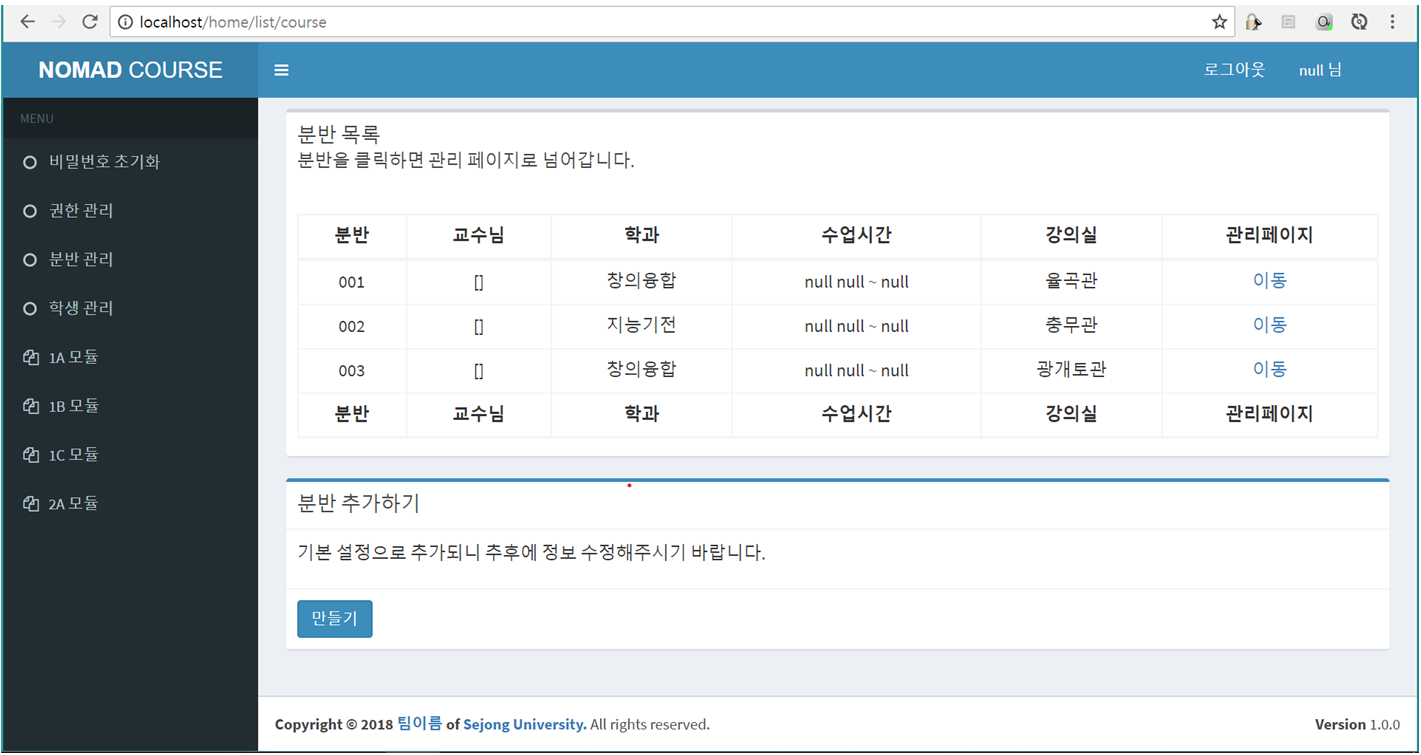 localhost/home/list/course
NOMAD COURSE
로그아웃 null 님
MENU
비밀번호 초기화
권한 관리
분반 관리
학생 관리
1A 모듈
1B 모듈
1C 모듈
2A 모듈
분반 목록
분반을 클릭하면 관리 페이지로 넘어갑니다.
분반 교수님 학과 수업시간 강의실 관리페이지
001 [] 창의융합 null null ~ null 율곡관 이동
002 [] 지능기전 null null ~ null 충무관 이동
003 [] 창의융합 null null ~ null 광개토관 이동
분반 교수님 학과 수업시간 강의실 관리페이지
분반 추가하기
기본 설정으로 추가되니 추후에 정보 수정해주시기 바랍니다.
만들기
Copyright © 2018 팀이름 of Sejong University. All rights reserved. Version 1.0.0